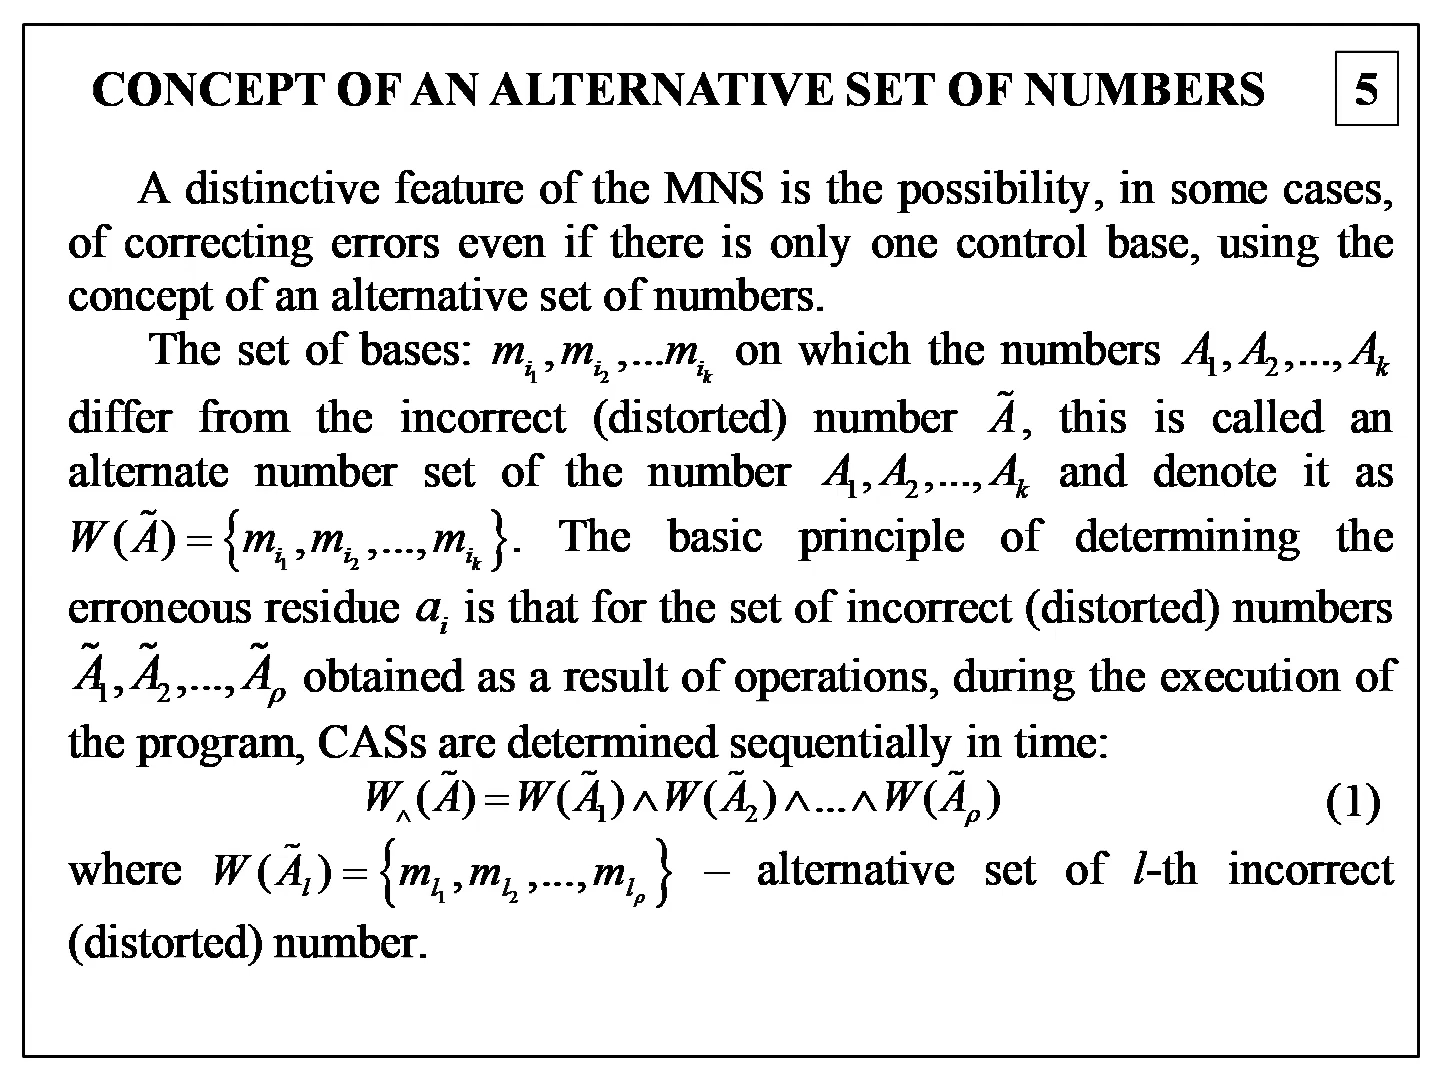 CONCEPT OF AN ALTERNATIVE SET OF NUMBERS 5
A distinctive feature of the MNS is the possibility, in some cases,
of correcting errors even if there is only one control base, using the
concept of an alternative set of numbers.
The set of bases: m_{i_1}, m_{i_2}, ...m_{i_k} on which the numbers A_1, A_2, ..., A_k
differ from the incorrect (distorted) number Ã, this is called an
alternate number set of the number A_1, A_2, ..., A_k and denote it as
W(Ã) = {m_{i_1}, m_{i_2}, ..., m_{i_k}}. The basic principle of determining the
erroneous residue a_i is that for the set of incorrect (distorted) numbers
Ã_1, Ã_2, ..., Ã_ρ obtained as a result of operations, during the execution of
the program, CASs are determined sequentially in time:
W_∧(Ã) = W(Ã_1) ∧ W(Ã_2) ∧ ... ∧ W(Ã_ρ) (1)
where W(Ã_l) = {m_{l_1}, m_{l_2}, ..., m_{l_ρ}} – alternative set of l-th incorrect
(distorted) number.